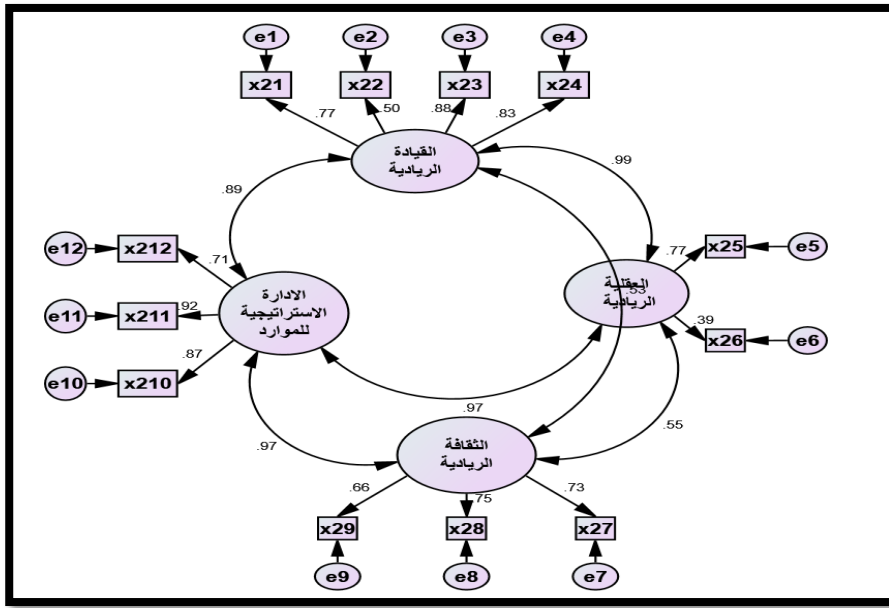 e1
e2
e3
e4
x21
x22
x23
x24
.77
.50
.88
.83
القيادة
الريادية
.99
.89
e12
x212
.71
e11
x211
.92
e10
x210
.87
الادارة
الاستراتيجية
للموارد
العقلية
الريادية
.53
.77
x25
e5
.39
x26
e6
.97
.97
.55
الثقافة
الريادية
.66
.75
.73
x29
x28
x27
e9
e8
e7